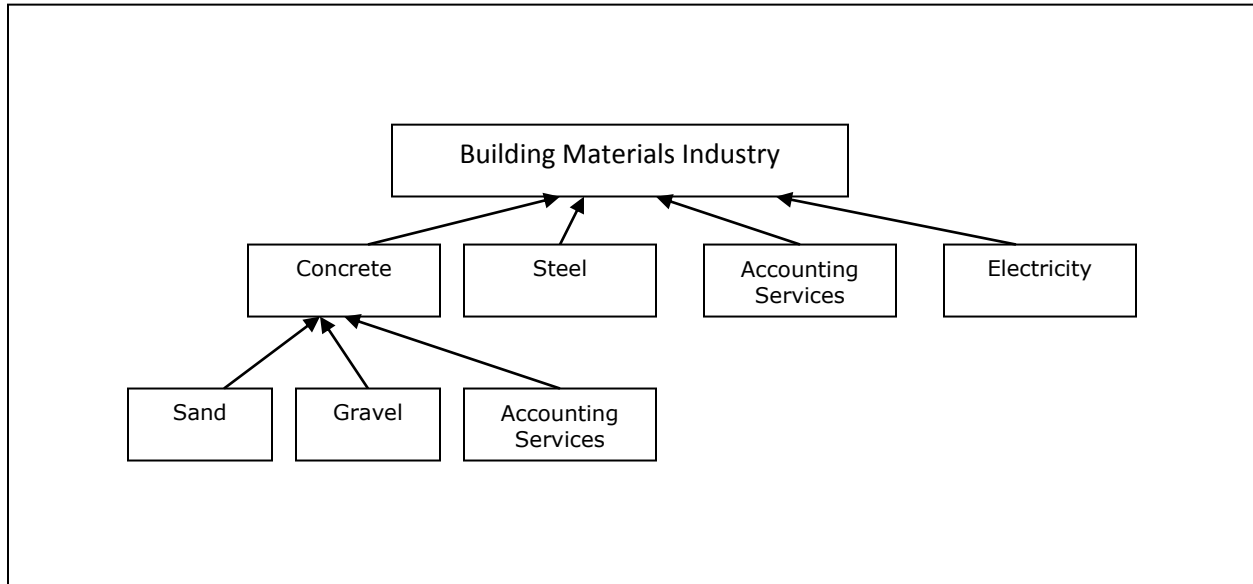 Building Materials Industry
Concrete
Steel
Accounting
Services
Electricity
Sand
Gravel
Accounting
Services